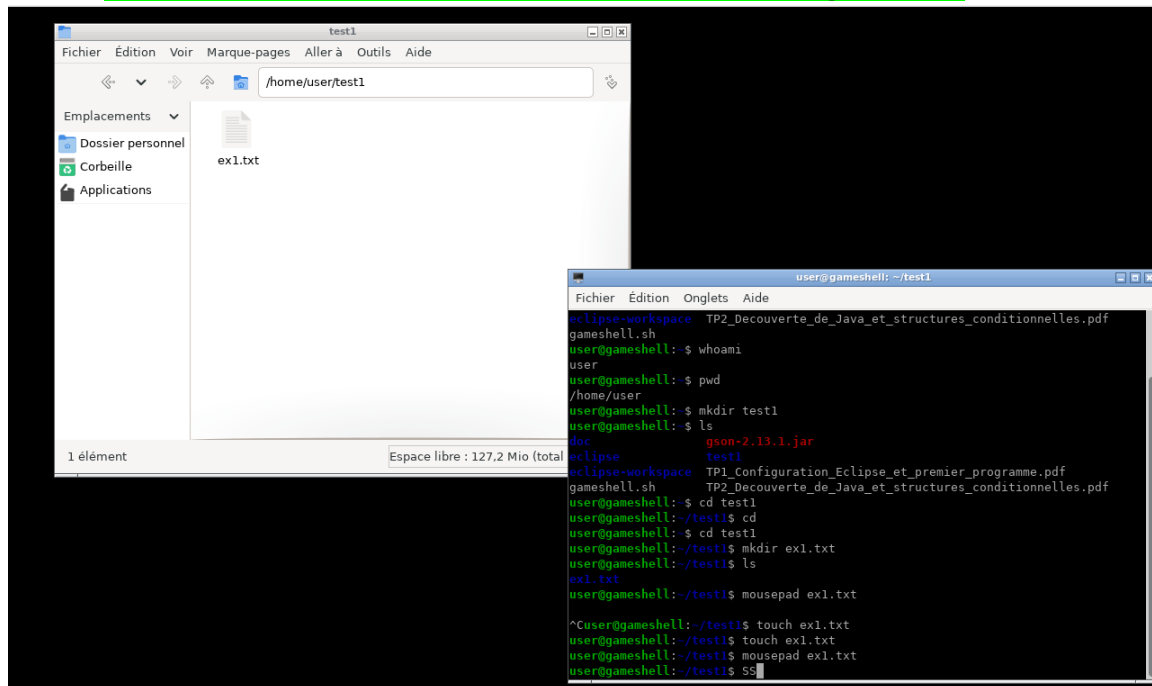 test1
Fichier Édition Voir Marque-pages Aller à Outils Aide
/home/user/test1
Emplacements
Dossier personnel
Corbeille
Applications
ex1.txt
1 élément
Espace libre : 127,2 Mio (total
user@gameshell: ~/test1
Fichier Édition Onglets Aide
eclipse-workspace TP2_Decouverte_de_Java_et_structures_conditionnelles.pdf
gameshell.sh
user@gameshell:~$ whoami
user
user@gameshell:~$ pwd
/home/user
user@gameshell:~$ mkdir test1
user@gameshell:~$ ls
doc gson-2.13.1.jar
eclipse test1
eclipse-workspace TP1_Configuration_Eclipse_et_premier_programme.pdf
gameshell.sh TP2_Decouverte_de_Java_et_structures_conditionnelles.pdf
user@gameshell:~$ cd test1
user@gameshell:~/test1$ cd
user@gameshell:~$ cd test1
user@gameshell:~/test1$ mkdir ex1.txt
user@gameshell:~/test1$ ls
ex1.txt
user@gameshell:~/test1$ mousepad ex1.txt
^Cuser@gameshell:~/test1$ touch ex1.txt
user@gameshell:~/test1$ touch ex1.txt
user@gameshell:~/test1$ mousepad ex1.txt
user@gameshell:~/test1$ SS